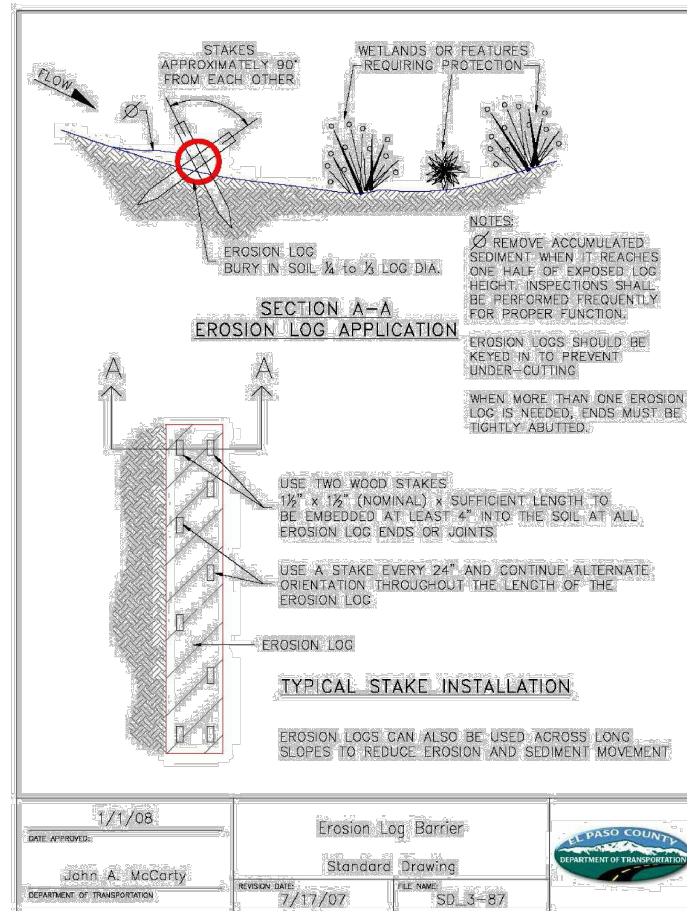 STAKES
APPROXIMATELY 90°
FROM EACH OTHER
WETLANDS OR FEATURES
REQUIRING PROTECTION
FLOW
Ø
EROSION LOG
BURY IN SOIL ¼ to ⅓ LOG DIA.
SECTION A-A
EROSION LOG APPLICATION
NOTES:
Ø REMOVE ACCUMULATED
SEDIMENT WHEN IT REACHES
ONE HALF OF EXPOSED LOG
HEIGHT. INSPECTIONS SHALL
BE PERFORMED FREQUENTLY
FOR PROPER FUNCTION.
EROSION LOGS SHOULD BE
KEYED IN TO PREVENT
UNDER-CUTTING
WHEN MORE THAN ONE EROSION
LOG IS NEEDED, ENDS MUST BE
TIGHTLY ABUTTED.
A A
USE TWO WOOD STAKES
1½" x 1½" (NOMINAL) x SUFFICIENT LENGTH TO
BE EMBEDDED AT LEAST 4" INTO THE SOIL AT ALL
EROSION LOG ENDS OR JOINTS
USE A STAKE EVERY 24" AND CONTINUE ALTERNATE
ORIENTATION THROUGHOUT THE LENGTH OF THE
EROSION LOG
EROSION LOG
TYPICAL STAKE INSTALLATION
EROSION LOGS CAN ALSO BE USED ACROSS LONG
SLOPES TO REDUCE EROSION AND SEDIMENT MOVEMENT
1/1/08
DATE APPROVED:
John A. McCarty
DEPARTMENT OF TRANSPORTATION
Erosion Log Barrier
Standard Drawing
REVISION DATE:
7/17/07
FILE NAME:
SD_3-87
EL PASO COUNTY
DEPARTMENT OF TRANSPORTATION